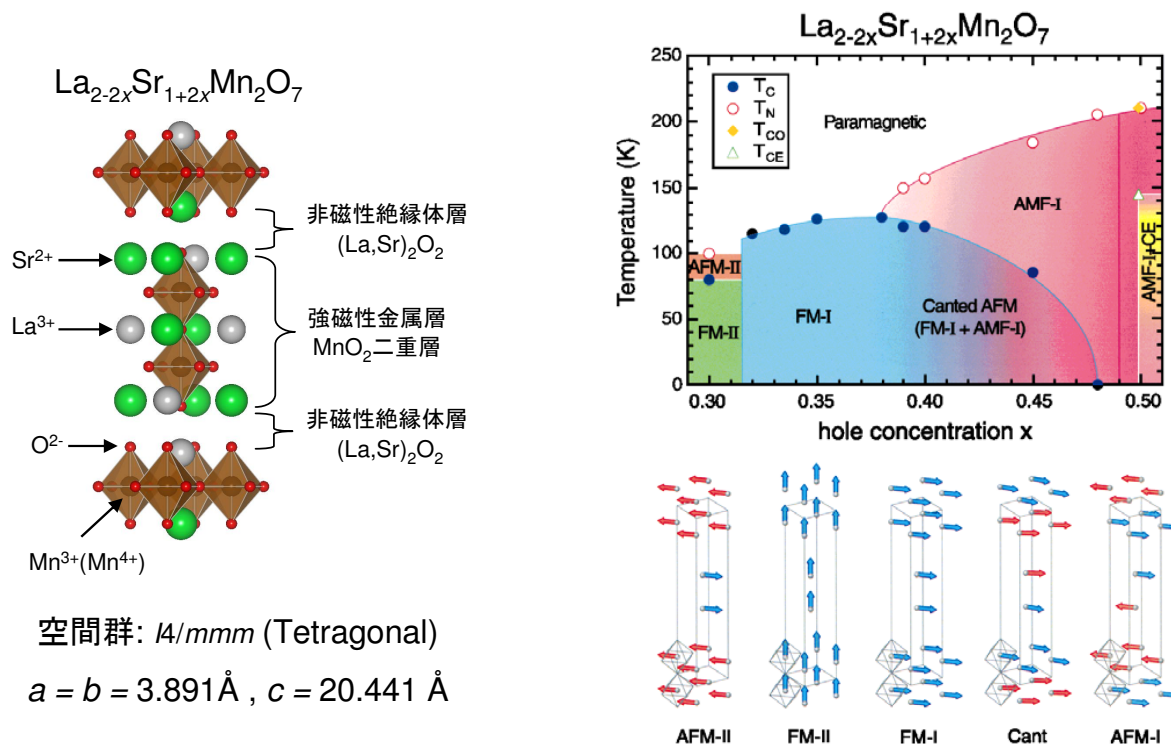 La2-2xSr1+2xMn2O7
非磁性絶縁体層
(La,Sr)2O2
Sr2+
La3+
強磁性金属層
MnO2二重層
非磁性絶縁体層
(La,Sr)2O2
O2-
Mn3+(Mn4+)
空間群: I4/mmm (Tetragonal)
a = b = 3.891Å , c = 20.441 Å
La2-2xSr1+2xMn2O7
Temperature (K)
250
200
150
100
50
0
TC
TN
TCO
TCE
Paramagnetic
AMF-I
AFM-II
FM-II
FM-I
Canted AFM
(FM-I + AMF-I)
AMF-I+CE
0.30
0.35
0.40
0.45
0.50
hole concentration x
AFM-II
FM-II
FM-I
Cant
AFM-I